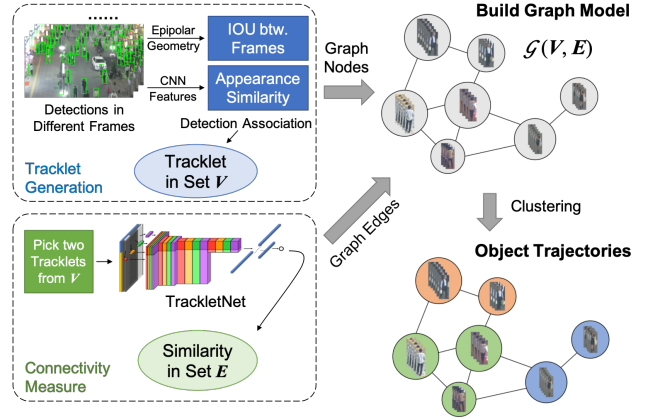 ......
Epipolar
Geometry
IOU btw.
Frames
CNN
Features
Appearance
Similarity
Detections in
Different Frames
Detection Association
Tracklet
Generation
Tracklet
in Set V
Graph
Nodes
Build Graph Model
G(V, E)
Pick two
Tracklets
from V
TrackletNet
Similarity
in Set E
Connectivity
Measure
Graph Edges
Clustering
Object Trajectories